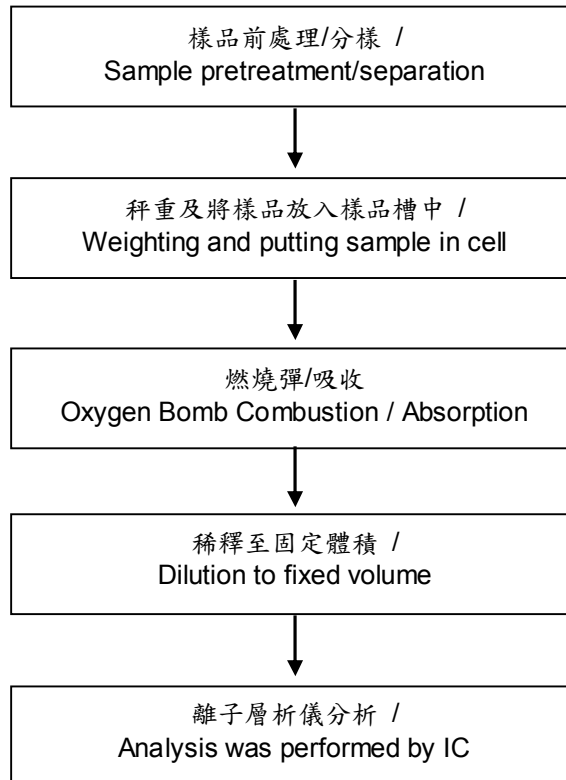 樣品前處理/分樣 /
Sample pretreatment/separation
秤重及將樣品放入樣品槽中 /
Weighting and putting sample in cell
燃燒彈/吸收
Oxygen Bomb Combustion / Absorption
稀釋至固定體積 /
Dilution to fixed volume
離子層析儀分析 /
Analysis was performed by IC